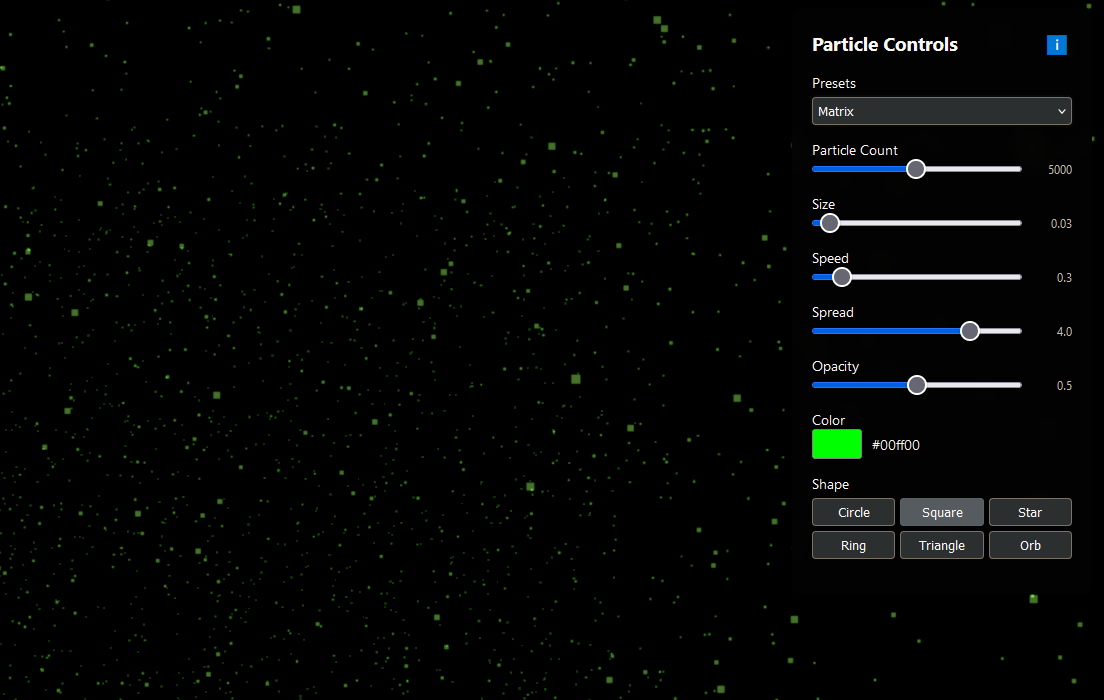 Particle Controls i
Presets
Matrix
Particle Count
5000
Size
0.03
Speed
0.3
Spread
4.0
Opacity
0.5
Color
#00ff00
Shape
Circle Square Star
Ring Triangle Orb